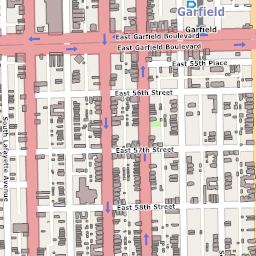 P
Garfield
Garfield
East Garfield Boulevard
East Garfield Boulevard
East 55th Place
East 56th Street
South Lafayette Avenue
East 57th Street
East 58th Street